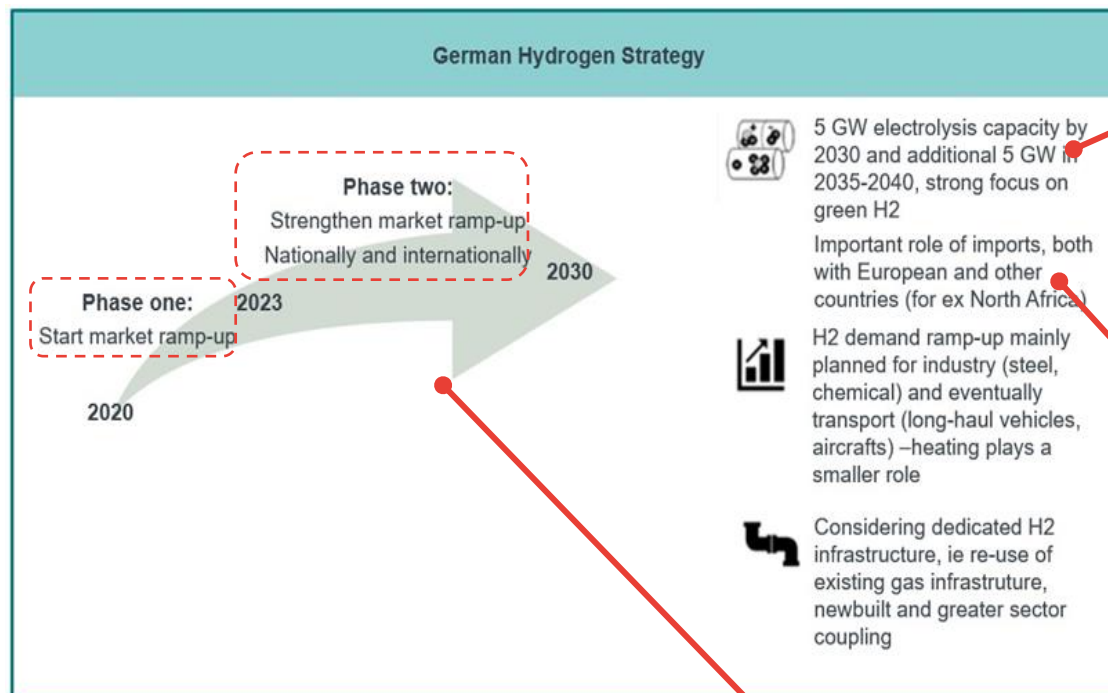 German Hydrogen Strategy
Phase two:
Strengthen market ramp-up
Nationally and internationally
2030
Phase one:
2023
Start market ramp-up
2020
5 GW electrolysis capacity by
2030 and additional 5 GW in
2035-2040, strong focus on
green H2
Important role of imports, both
with European and other
countries (for ex North Africa)
H2 demand ramp-up mainly
planned for industry (steel,
chemical) and eventually
transport (long-haul vehicles,
aircrafts) –heating plays a
smaller role
Considering dedicated H2
infrastructure, ie re-use of
existing gas infrastruture,
newbuilt and greater sector
coupling